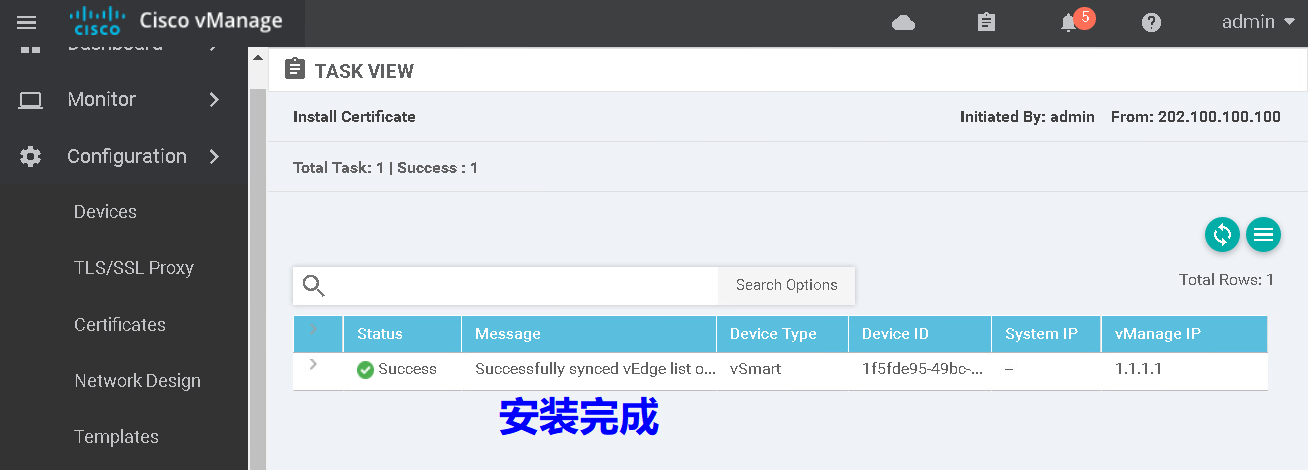 CISCO Cisco vManage
5
admin
Dashboard
TASK VIEW
Monitor
Install Certificate
Initiated By: admin From: 202.100.100.100
Configuration
Total Task: 1 | Success : 1
Devices
TLS/SSL Proxy
Search Options
Total Rows: 1
Certificates
Status Message Device Type Device ID System IP vManage IP
Success Successfully synced vEdge list o... vSmart 1f5fde95-49bc-... -- 1.1.1.1
Network Design
安装完成
Templates